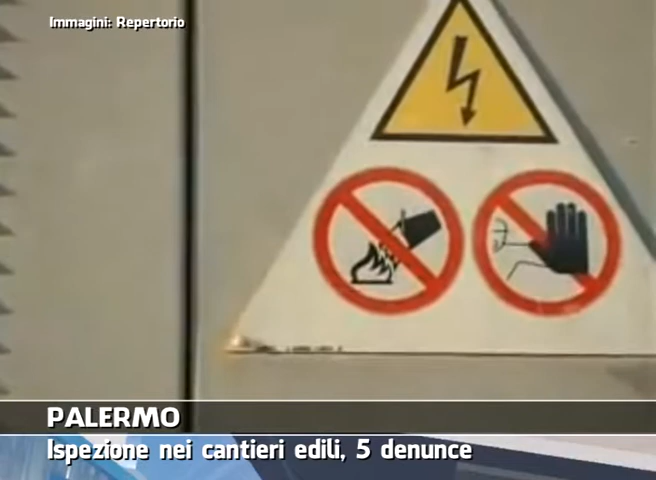 Immagini: Repertorio
PALERMO
Ispezione nei cantieri edili, 5 denunce